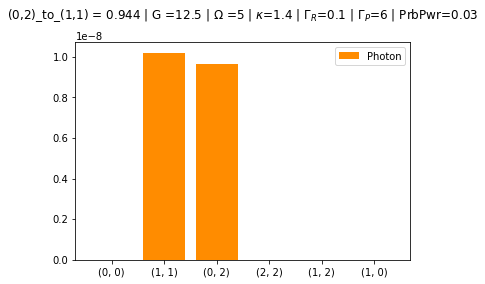 (0,2)_to_(1,1) = 0.944 | G =12.5 | Ω =5 | κ=1.4 | Γ_R=0.1 | Γ_P=6 | PrbPwr=0.03
1e−8
Photon
1.0
0.8
0.6
0.4
0.2
0.0
(0, 0) (1, 1) (0, 2) (2, 2) (1, 2) (1, 0)